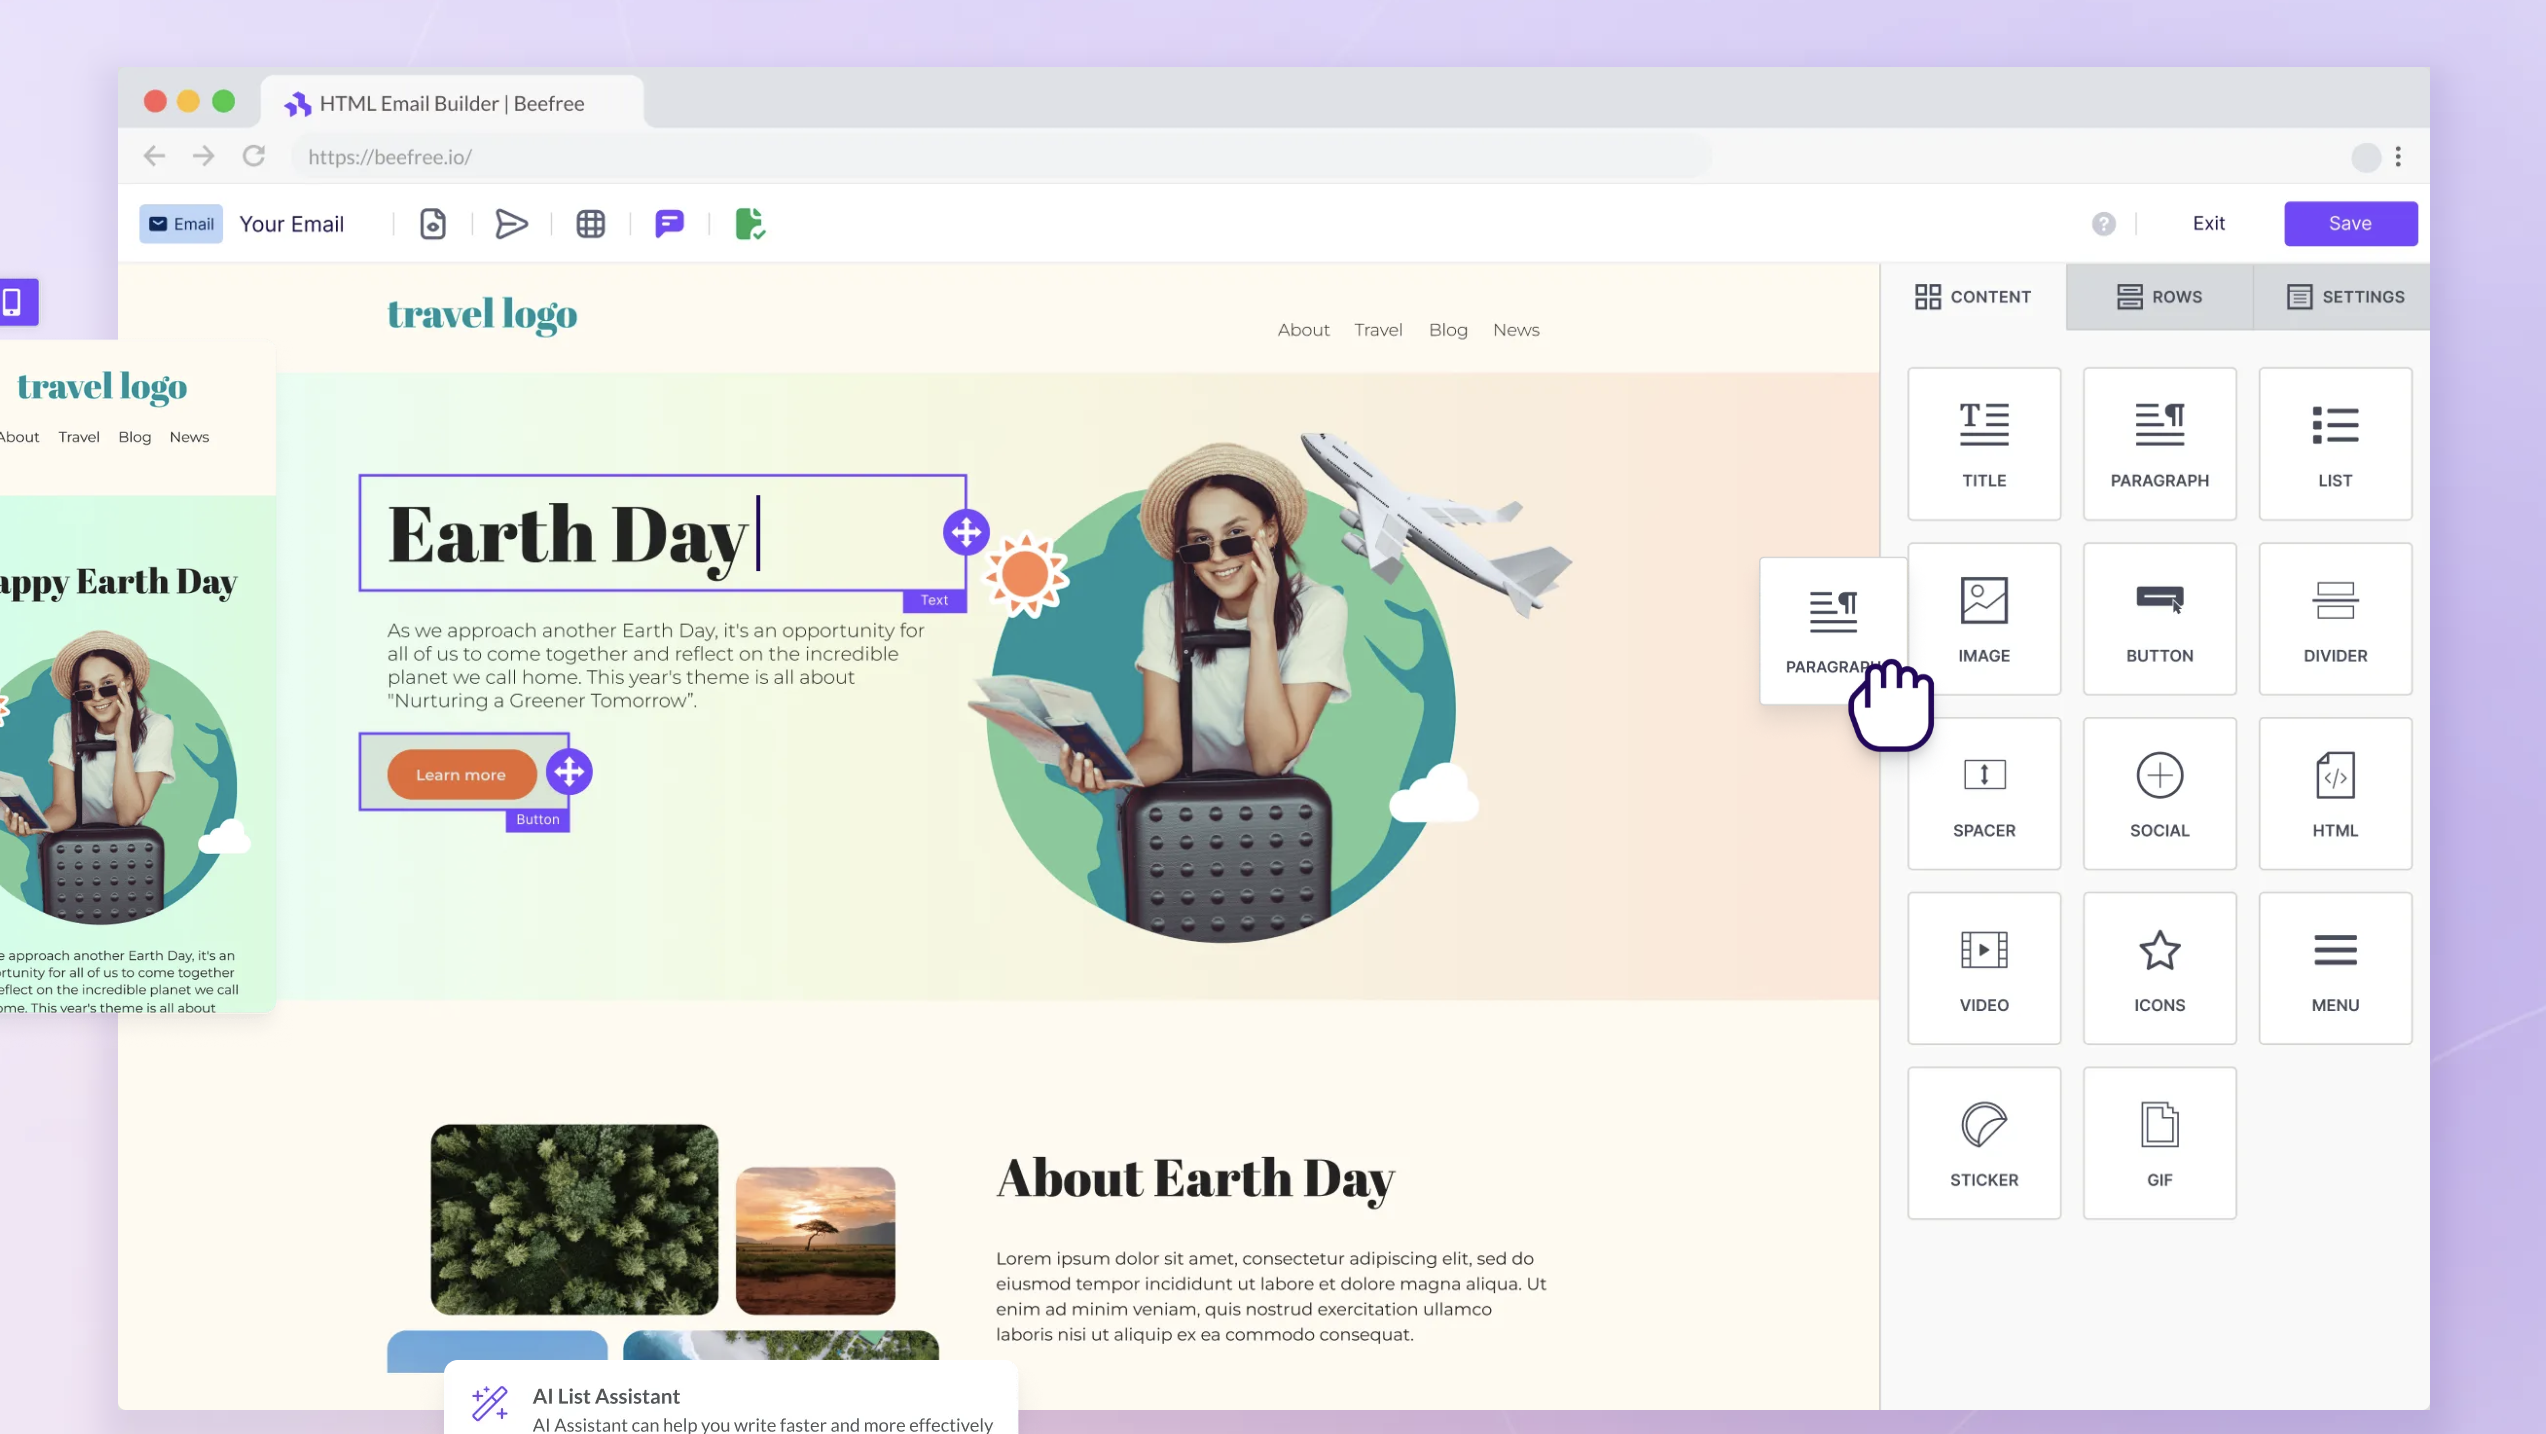 HTML Email Builder | Beefree
https://beefree.io/
Email
Your Email
?
Exit
Save
travel logo
About Travel Blog News
CONTENT
ROWS
SETTINGS
travel logo
About Travel Blog News
Earth Day
Text
As we approach another Earth Day, it's an opportunity for
all of us to come together and reflect on the incredible
planet we call home. This year's theme is all about
"Nurturing a Greener Tomorrow”.
Learn more
Button
Earth Day
approach another Earth Day, it's an
for all of us to come together
on the incredible planet we call
This year's theme is all about
TITLE
PARAGRAPH
LIST
PARAGRAPH
IMAGE
BUTTON
DIVIDER
SPACER
SOCIAL
HTML
VIDEO
ICONS
MENU
STICKER
GIF
About Earth Day
Lorem ipsum dolor sit amet, consectetur adipiscing elit, sed do
eiusmod tempor incididunt ut labore et dolore magna aliqua. Ut
enim ad minim veniam, quis nostrud exercitation ullamco
laboris nisi ut aliquip ex ea commodo consequat.
AI List Assistant
AI Assistant can help you write faster and more effectively